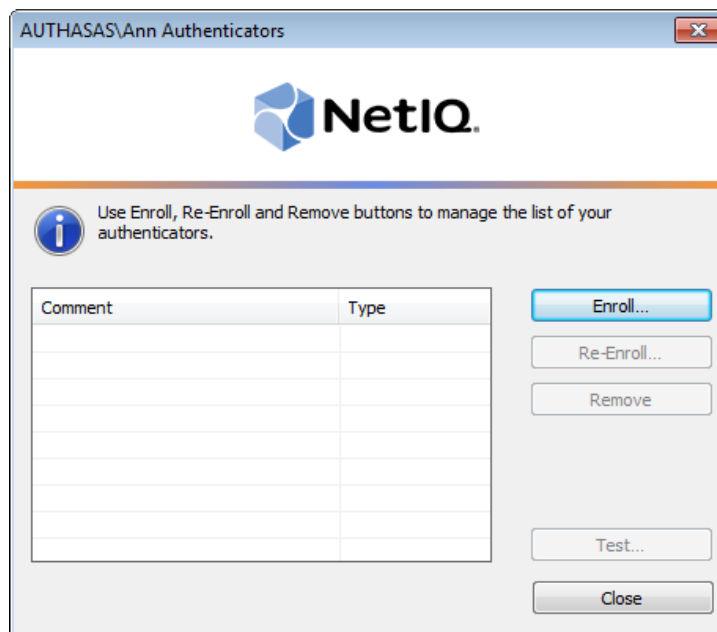 AUTHASAS\Ann Authenticators
NetIQ.
Use Enroll, Re-Enroll and Remove buttons to manage the list of your
authenticators.
Comment
Type
Enroll...
Re-Enroll...
Remove
Test...
Close